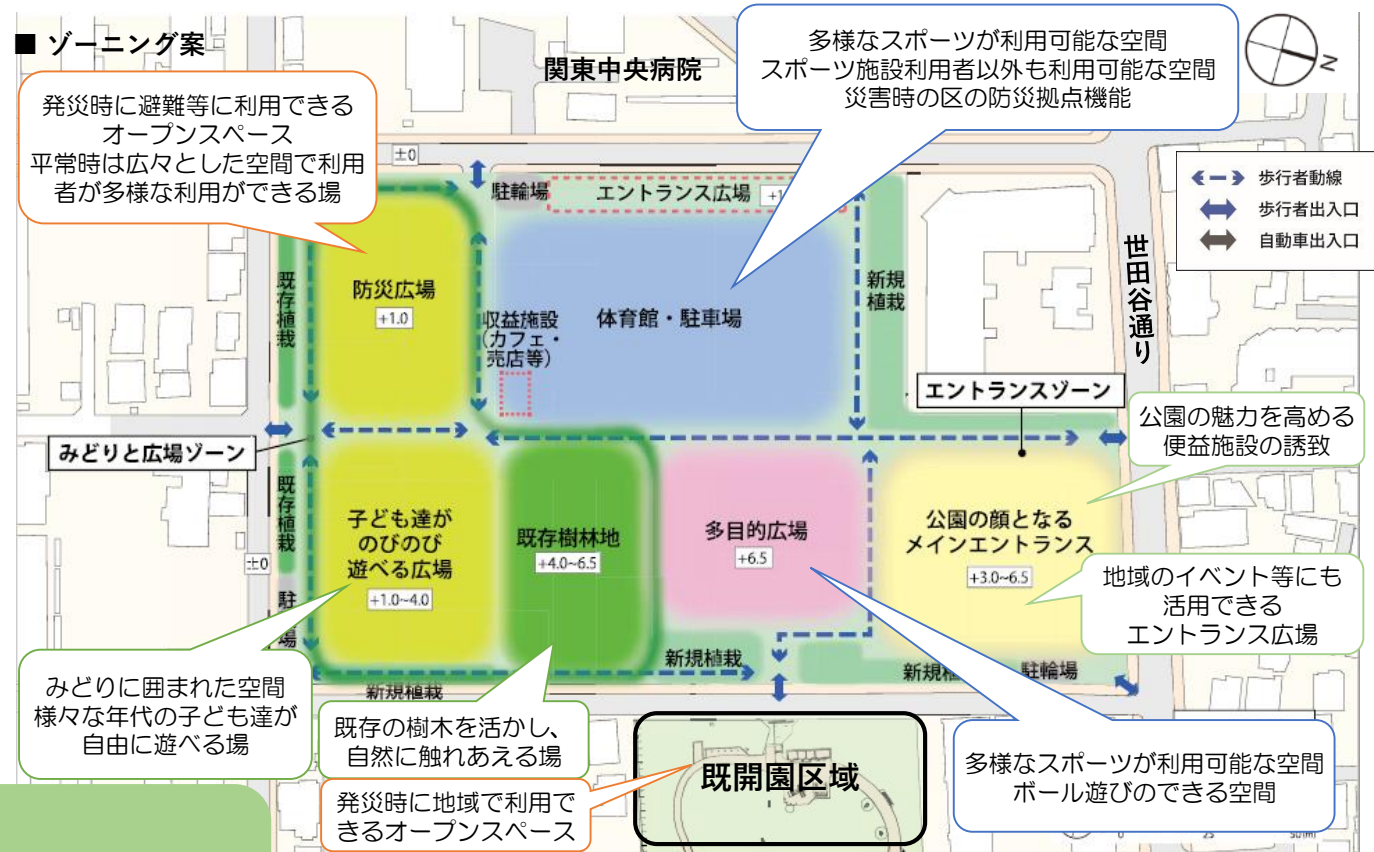 ■ ゾーニング案
関東中央病院
多様なスポーツが利用可能な空間
スポーツ施設利用者以外も利用可能な空間
災害時の区の防災拠点機能
N
発災時に避難等に利用できる
オープンスペース
平常時は広々とした空間で利用
者が多様な利用ができる場
±0
駐輪場
エントランス広場
歩行者動線
歩行者出入口
自動車出入口
世田谷通り
既存植栽
防災広場
+1.0
収益施設
(カフェ・
売店等)
体育館・駐車場
新規
植栽
エントランスゾーン
公園の魅力を高める
便益施設の誘致
みどりと広場ゾーン
既存植栽
子ども達が
のびのび
遊べる広場
+1.0~4.0
既存樹林地
+4.0~6.5
多目的広場
+6.5
公園の顔となる
メインエントランス
+3.0~6.5
±0
地域のイベント等にも
活用できる
エントランス広場
新規植栽
新規植栽
駐輪場
みどりに囲まれた空間
様々な年代の子ども達が
自由に遊べる場
既存の樹木を活かし、
自然に触れあえる場
発災時に地域で利用で
きるオープンスペース
既開園区域
多様なスポーツが利用可能な空間
ボール遊びのできる空間